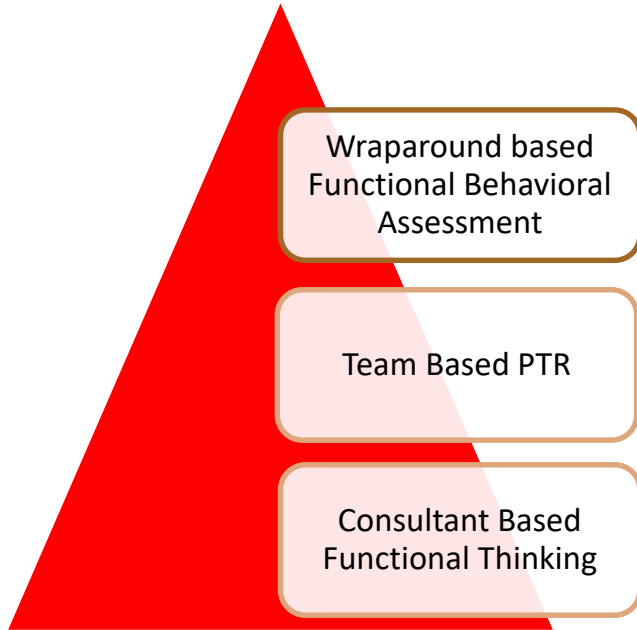 Wraparound based
Functional Behavioral
Assessment
Team Based PTR
Consultant Based
Functional Thinking